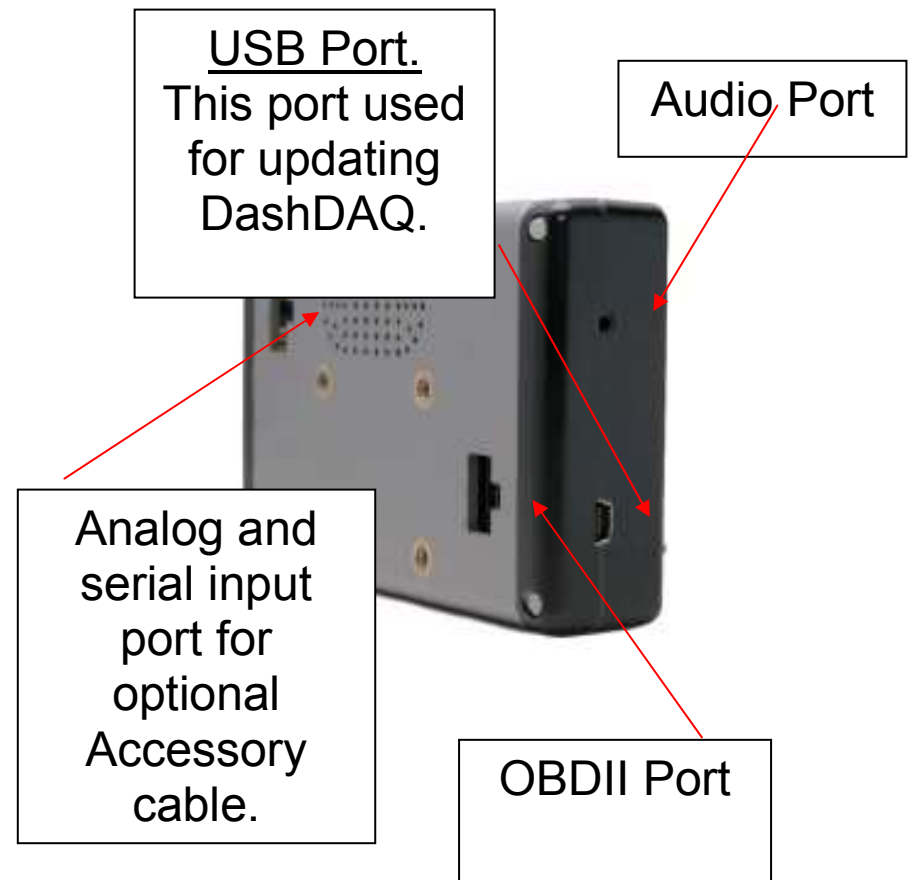 USB Port.
This port used
for updating
DashDAQ.
Audio Port
Analog and
serial input
port for
optional
Accessory
cable.
OBDII Port